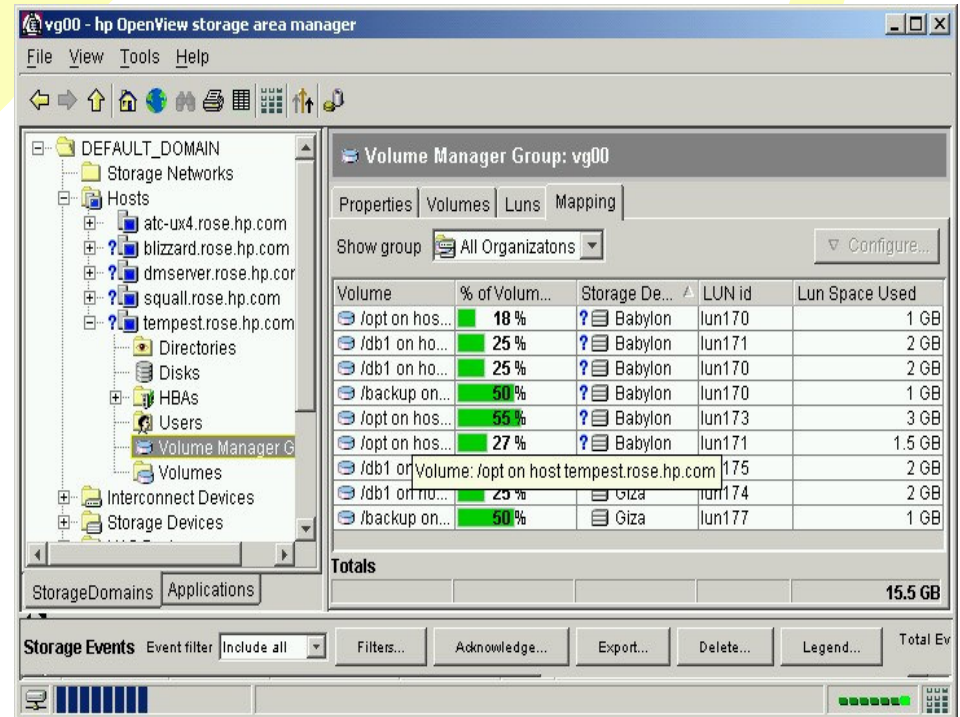 vg00 - hp OpenView storage area manager
File View Tools Help
DEFAULT_DOMAIN
Storage Networks
Hosts
atc-ux4.rose.hp.com
blizzard.rose.hp.com
dmserver.rose.hp.cor
squall.rose.hp.com
tempest.rose.hp.com
Directories
Disks
HBAs
Users
Volume Manager G
Volumes
Interconnect Devices
Storage Devices
StorageDomains Applications
Volume Manager Group: vg00
Properties Volumes Luns Mapping
Show group All Organizatons Configure...
Volume % of Volum... Storage De... LUN id Lun Space Used
/opt on hos... 18 % ? Babylon lun170 1 GB
/db1 on ho... 25 % ? Babylon lun171 2 GB
/db1 on ho... 25 % ? Babylon lun170 2 GB
/backup on... 50 % ? Babylon lun170 1 GB
/opt on hos... 55 % ? Babylon lun173 3 GB
/opt on hos... 27 % ? Babylon lun171 1.5 GB
/db1 or Volume: /opt on host tempest.rose.hp.com 175 2 GB
/db1 on ho... 25 % Giza lun174 2 GB
/backup on... 50 % Giza lun177 1 GB
Totals
15.5 GB
Storage Events Event filter Include all Filters... Acknowledge... Export... Delete... Legend... Total Ev